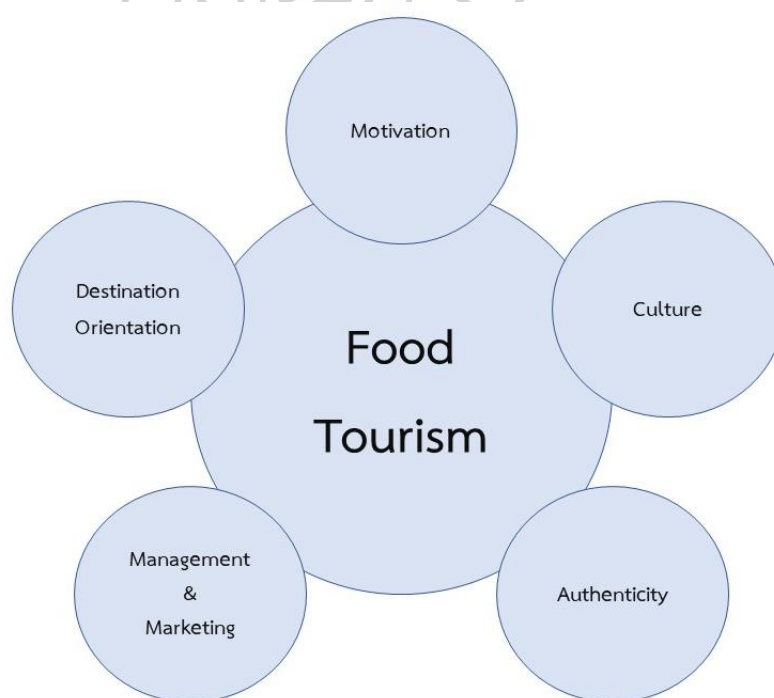 Motivation
Destination
Orientation
Culture
Food
Tourism
Management
&
Marketing
Authenticity